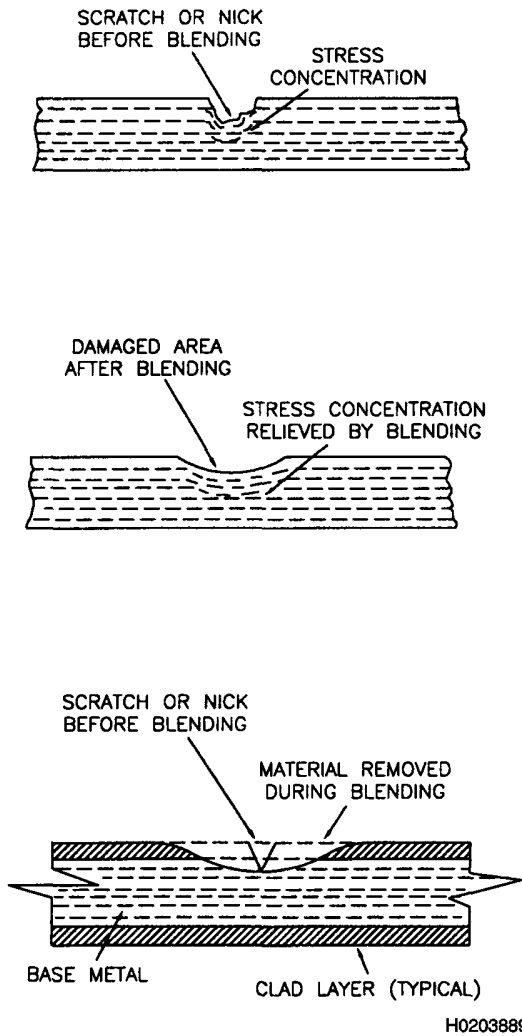 SCRATCH OR NICK
BEFORE BLENDING
STRESS
CONCENTRATION
DAMAGED AREA
AFTER BLENDING
STRESS CONCENTRATION
RELIEVED BY BLENDING
SCRATCH OR NICK
BEFORE BLENDING
MATERIAL REMOVED
DURING BLENDING
BASE METAL
CLAD LAYER (TYPICAL)
H0203889